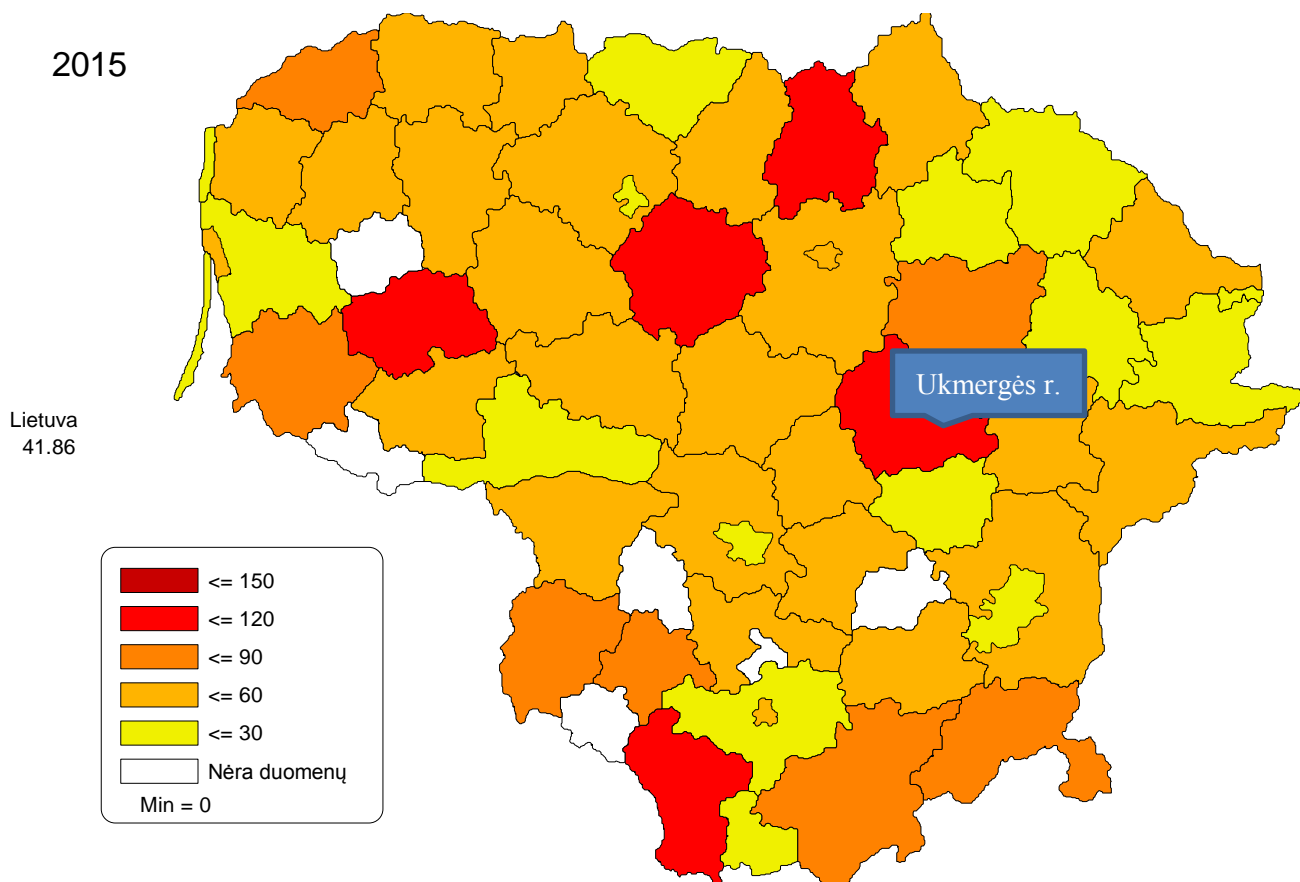 2015
Ukmergės r.
Lietuva
41.86
<= 150
<= 120
<= 90
<= 60
<= 30
Nėra duomenų
Min = 0